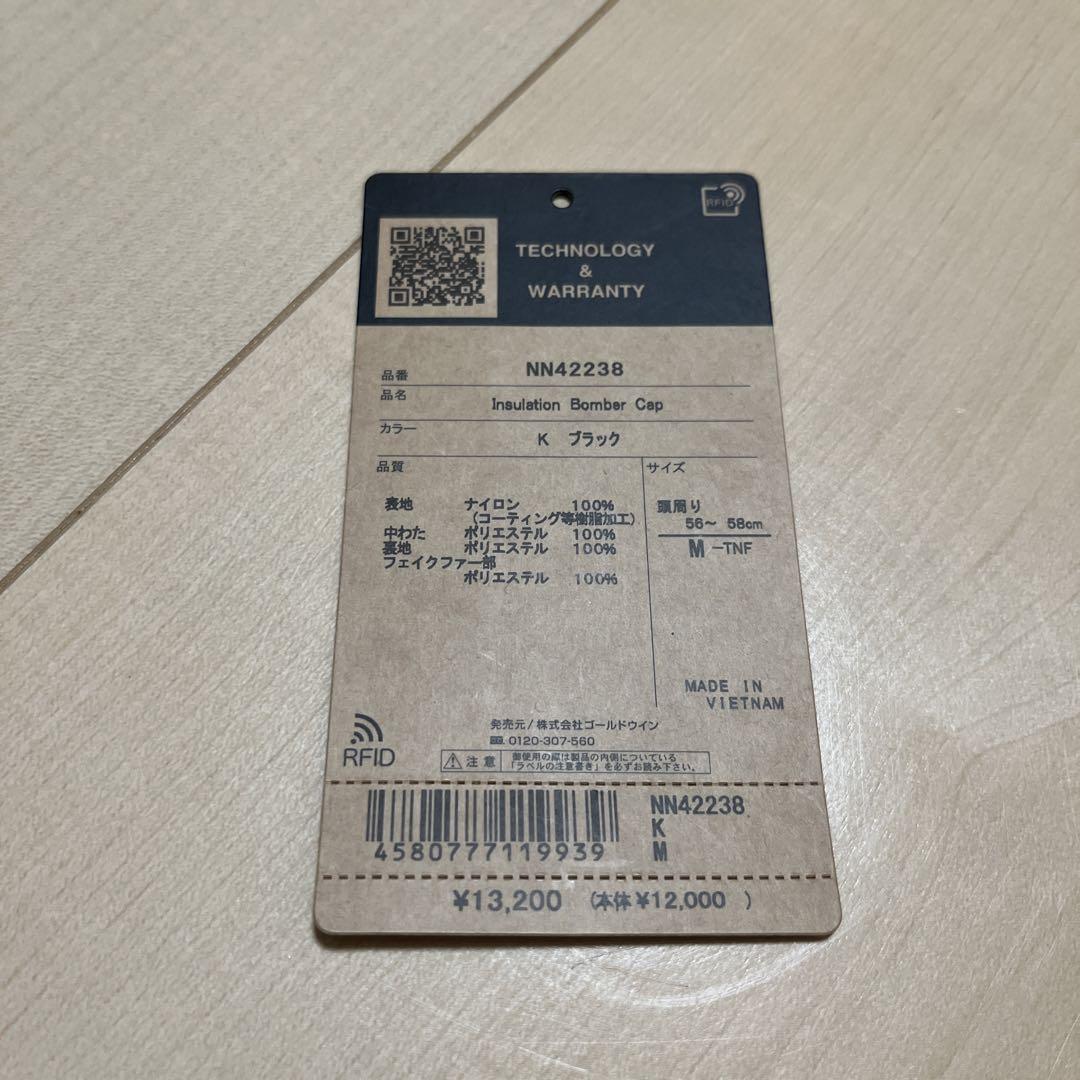 RFID
TECHNOLOGY
&
WARRANTY
品番 NN42238
品名 Insulation Bomber Cap
カラー K ブラック
品質
サイズ
表地 ナイロン 100%
(コーティング等樹脂加工)
中わた ポリエステル 100%
裏地 ポリエステル 100%
フェイクファー部
ポリエステル 100%
頭周り
56～ 58cm
M -TNF
MADE IN
VIETNAM
発売元/株式会社ゴールドウイン
0120-307-560
RFID
注意
御使用の際は製品の内側についている
「ラベルの注意書き」を必ずお読み下さい。
4580777119939
NN42238
K
M
¥13,200 (本体¥12,000 )